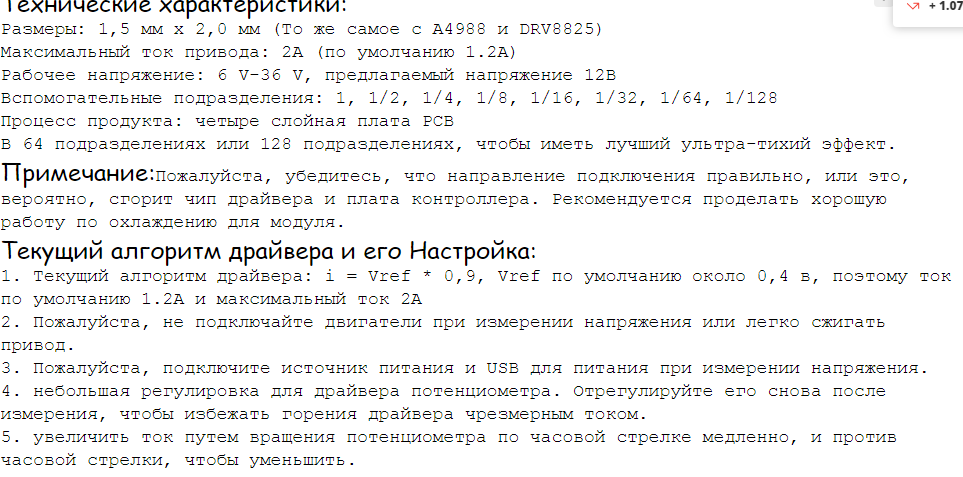 Технические характеристики:
+ 1.07
Размеры: 1,5 мм x 2,0 мм (То же самое с A4988 и DRV8825)
Максимальный ток привода: 2A (по умолчанию 1.2A)
Рабочее напряжение: 6 V-36 V, предлагаемый напряжение 12В
Вспомогательные подразделения: 1, 1/2, 1/4, 1/8, 1/16, 1/32, 1/64, 1/128
Процесс продукта: четыре слойная плата PCB
В 64 подразделениях или 128 подразделениях, чтобы иметь лучший ультра-тихий эффект.
Примечание:Пожалуйста, убедитесь, что направление подключения правильно, или это,
вероятно, сгорит чип драйвера и плата контроллера. Рекомендуется проделать хорошую
работу по охлаждению для модуля.
Текущий алгоритм драйвера и его Настройка:
1. Текущий алгоритм драйвера: i = Vref * 0,9, Vref по умолчанию около 0,4 в, поэтому ток
по умолчанию 1.2A и максимальный ток 2A
2. Пожалуйста, не подключайте двигатели при измерении напряжения или легко сжигать
привод.
3. Пожалуйста, подключите источник питания и USB для питания при измерении напряжения.
4. небольшая регулировка для драйвера потенциометра. Отрегулируйте его снова после
измерения, чтобы избежать горения драйвера чрезмерным током.
5. увеличить ток путем вращения потенциометра по часовой стрелке медленно, и против
часовой стрелки, чтобы уменьшить.